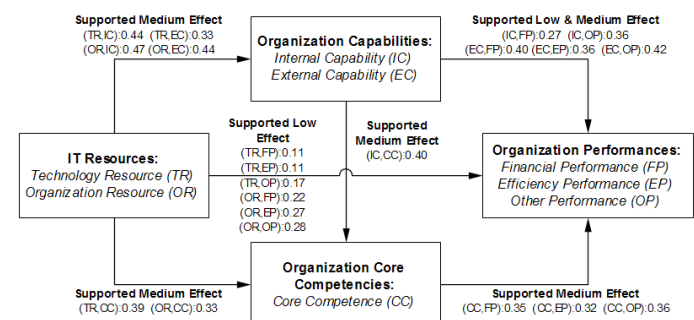 Supported Medium Effect
(TR,IC):0.44 (TR,EC):0.33
(OR,IC):0.47 (OR,EC):0.44
Organization Capabilities:
Internal Capability (IC)
External Capability (EC)
Supported Low & Medium Effect
(IC,FP):0.27 (IC,OP):0.36
(EC,FP):0.40 (EC,EP):0.36 (EC,OP):0.42
Supported Low
Effect
(TR,FP):0.11
(TR,EP):0.11
(TR,OP):0.17
(OR,FP):0.22
(OR,EP):0.27
(OR,OP):0.28
Supported
Medium Effect
(IC,CC):0.40
IT Resources:
Technology Resource (TR)
Organization Resource (OR)
Organization Performances:
Financial Performance (FP)
Efficiency Performance (EP)
Other Performance (OP)
Supported Medium Effect
(TR,CC):0.39 (OR,CC):0.33
Organization Core
Competencies:
Core Competence (CC)
Supported Medium Effect
(CC,FP):0.35 (CC,EP):0.32 (CC,OP):0.36